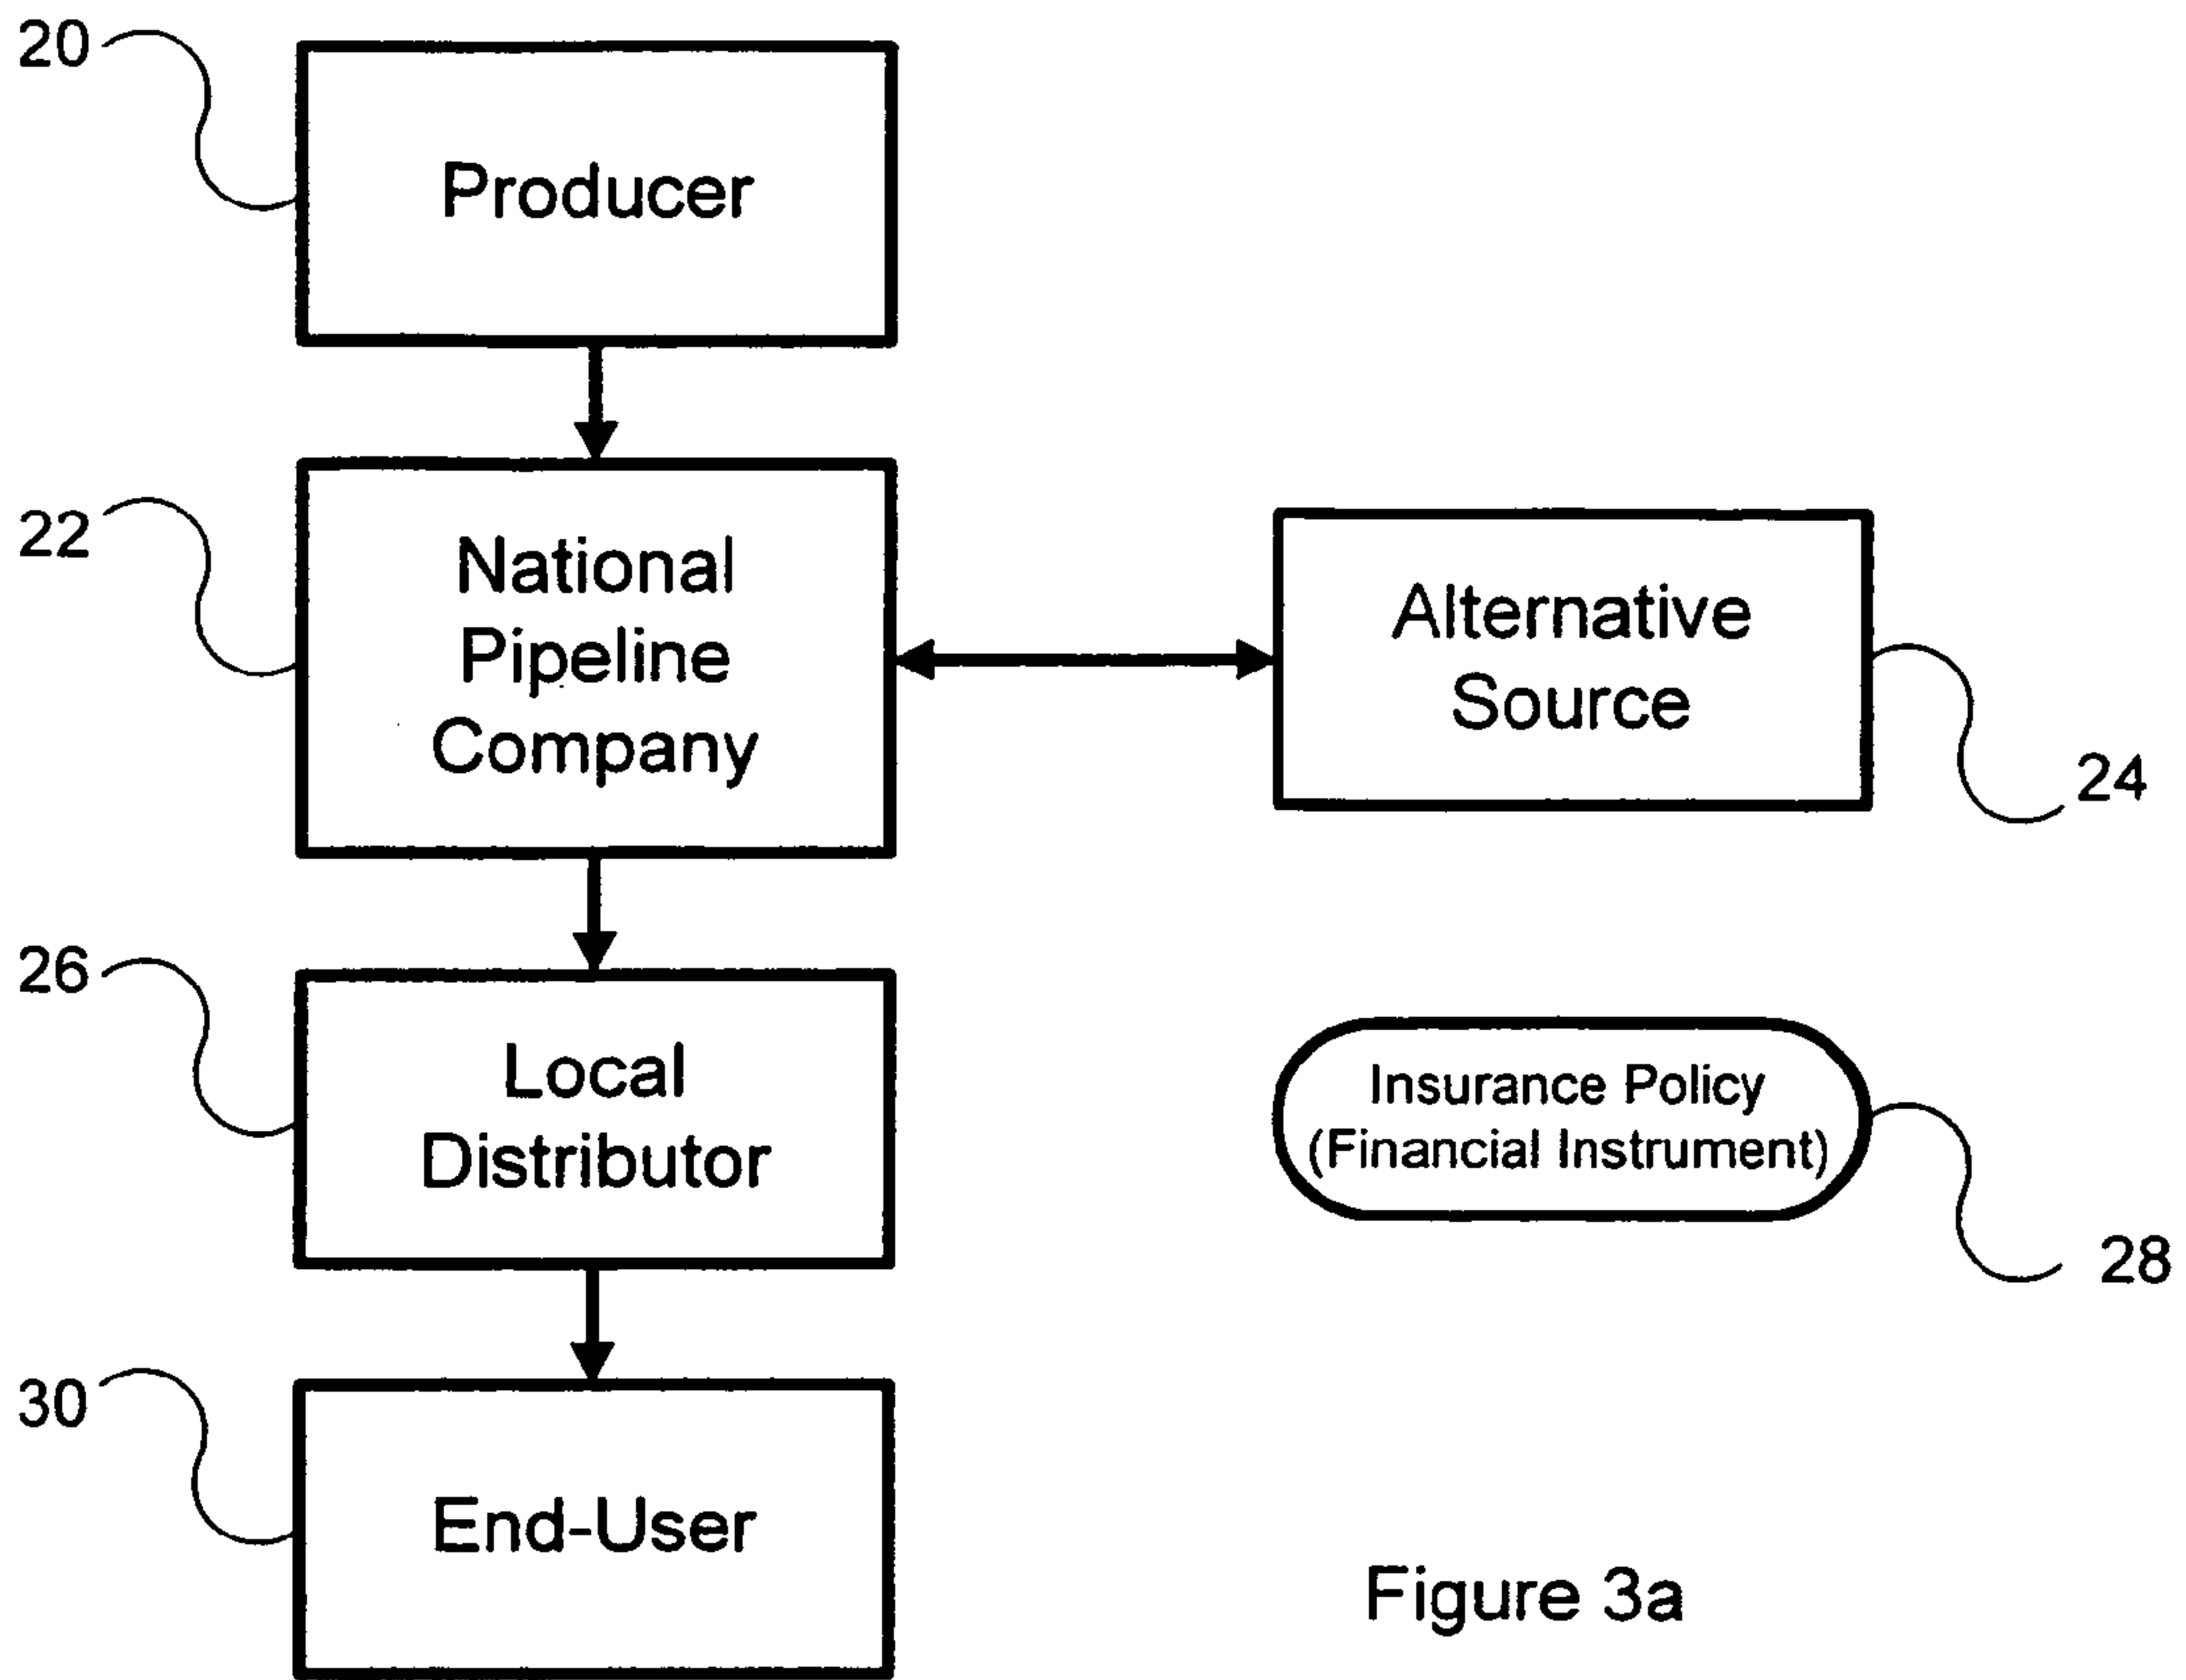 20
Producer
22
National
Pipeline
Company
Alternative
Source
24
26
Local
Distributor
Insurance Policy
(Financial Instrument)
28
30
End-User
Figure 3a